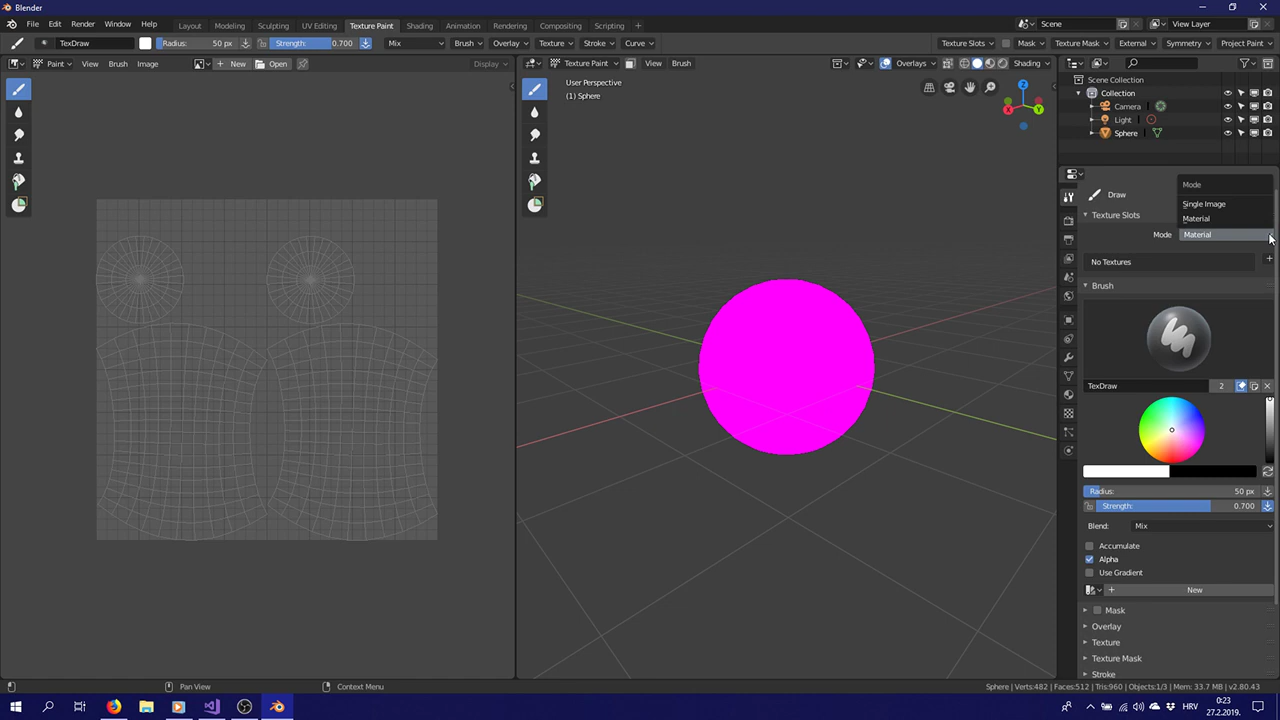 Blender
File Edit Render Window Help Layout Modeling Sculpting UV Editing Texture Paint Shading Animation Rendering Compositing Scripting Scene View Layer
TexDraw Radius: 50 px Strength: 0.700 Mix Brush Overlay Texture Stroke Curve Texture Slots Mask Texture Mask External Symmetry Project Paint
Paint View Brush Image New Open Display Texture Paint View Brush Overlays Shading
User Perspective
(1) Sphere
Z
X
Y
Scene Collection
Collection
Camera
Light
Sphere
Mode
Draw
Single Image
Texture Slots
Material
Mode Material
No Textures
Brush
TexDraw 2
Radius: 50 px
Strength: 0.700
Blend: Mix
Accumulate
Alpha
Use Gradient
New
Mask
Overlay
Texture
Texture Mask
Stroke
Pan View Context Menu Sphere | Verts:482 | Faces:512 | Tris:960 | Objects:1/3 | Mem: 33.7 MB | v2.80.43
HRV 0:23
27.2.2019.